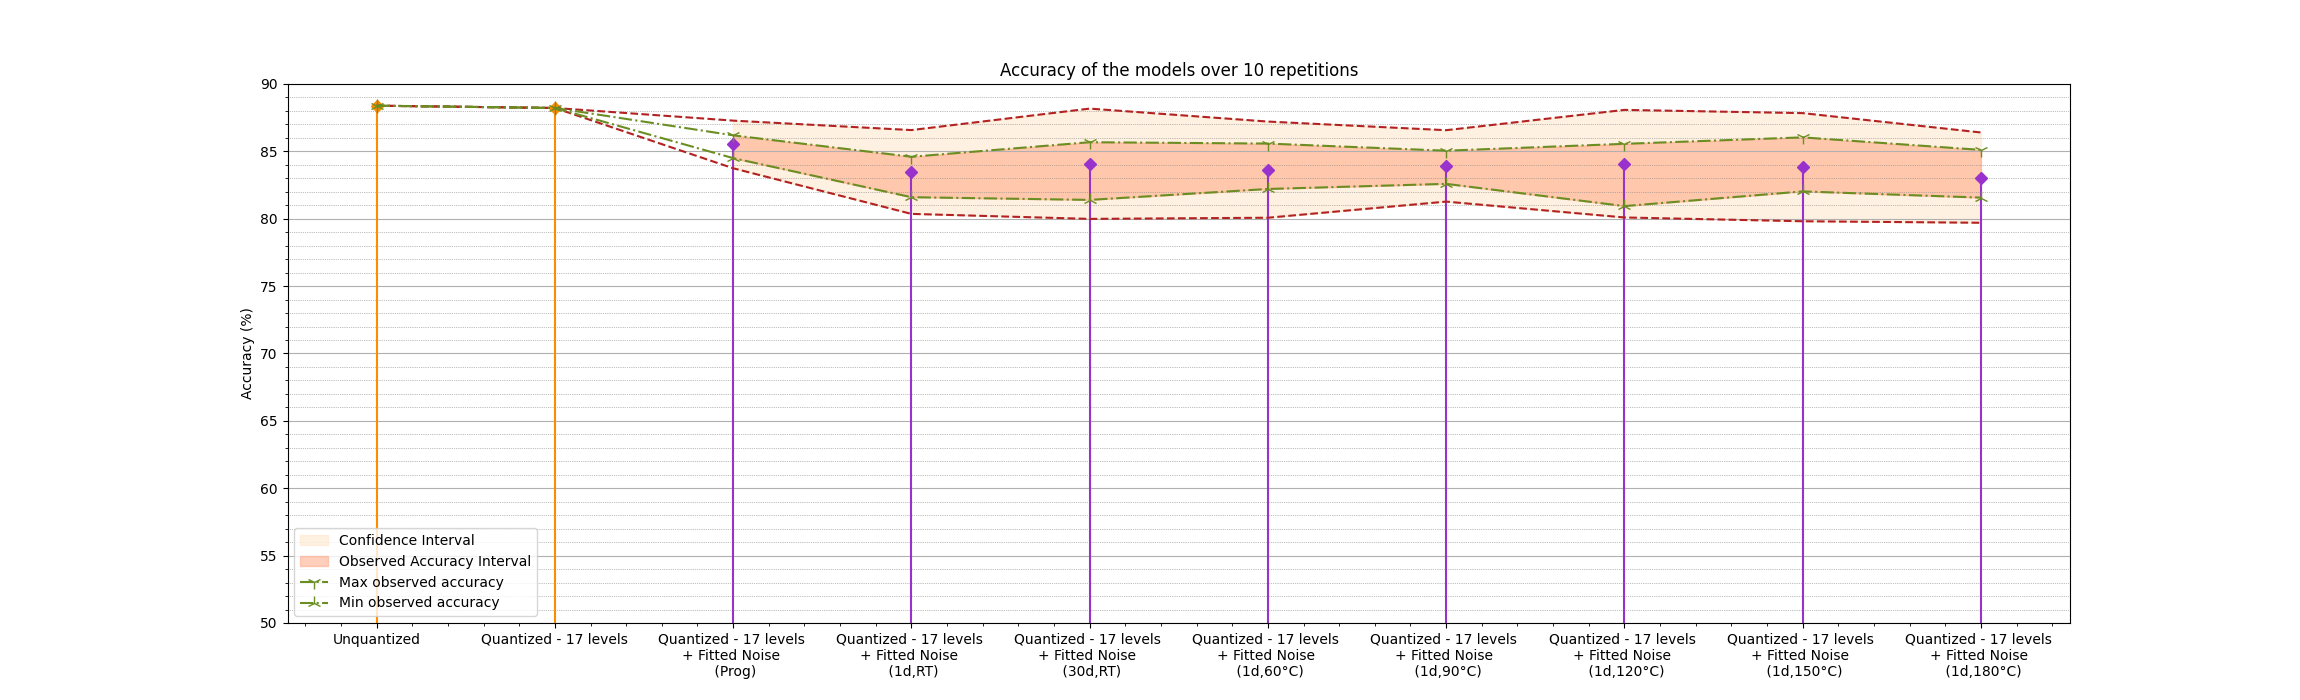 Accuracy of the models over 10 repetitions
Accuracy (%)
90
85
80
75
70
65
60
55
50
Confidence Interval
Observed Accuracy Interval
Max observed accuracy
Min observed accuracy
Unquantized
Quantized - 17 levels
Quantized - 17 levels
+ Fitted Noise
(Prog)
Quantized - 17 levels
+ Fitted Noise
(1d,RT)
Quantized - 17 levels
+ Fitted Noise
(30d,RT)
Quantized - 17 levels
+ Fitted Noise
(1d,60°C)
Quantized - 17 levels
+ Fitted Noise
(1d,90°C)
Quantized - 17 levels
+ Fitted Noise
(1d,120°C)
Quantized - 17 levels
+ Fitted Noise
(1d,150°C)
Quantized - 17 levels
+ Fitted Noise
(1d,180°C)